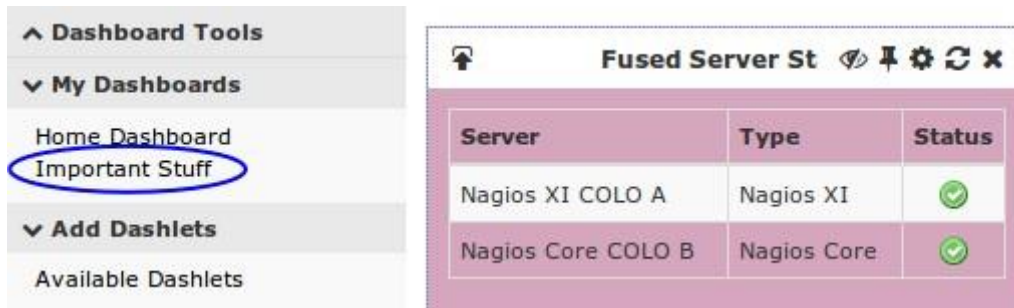 Dashboard Tools
My Dashboards
Home Dashboard
Important Stuff
Add Dashlets
Available Dashlets
Fused Server St
Server Type Status
Nagios XI COLO A Nagios XI
Nagios Core COLO B Nagios Core